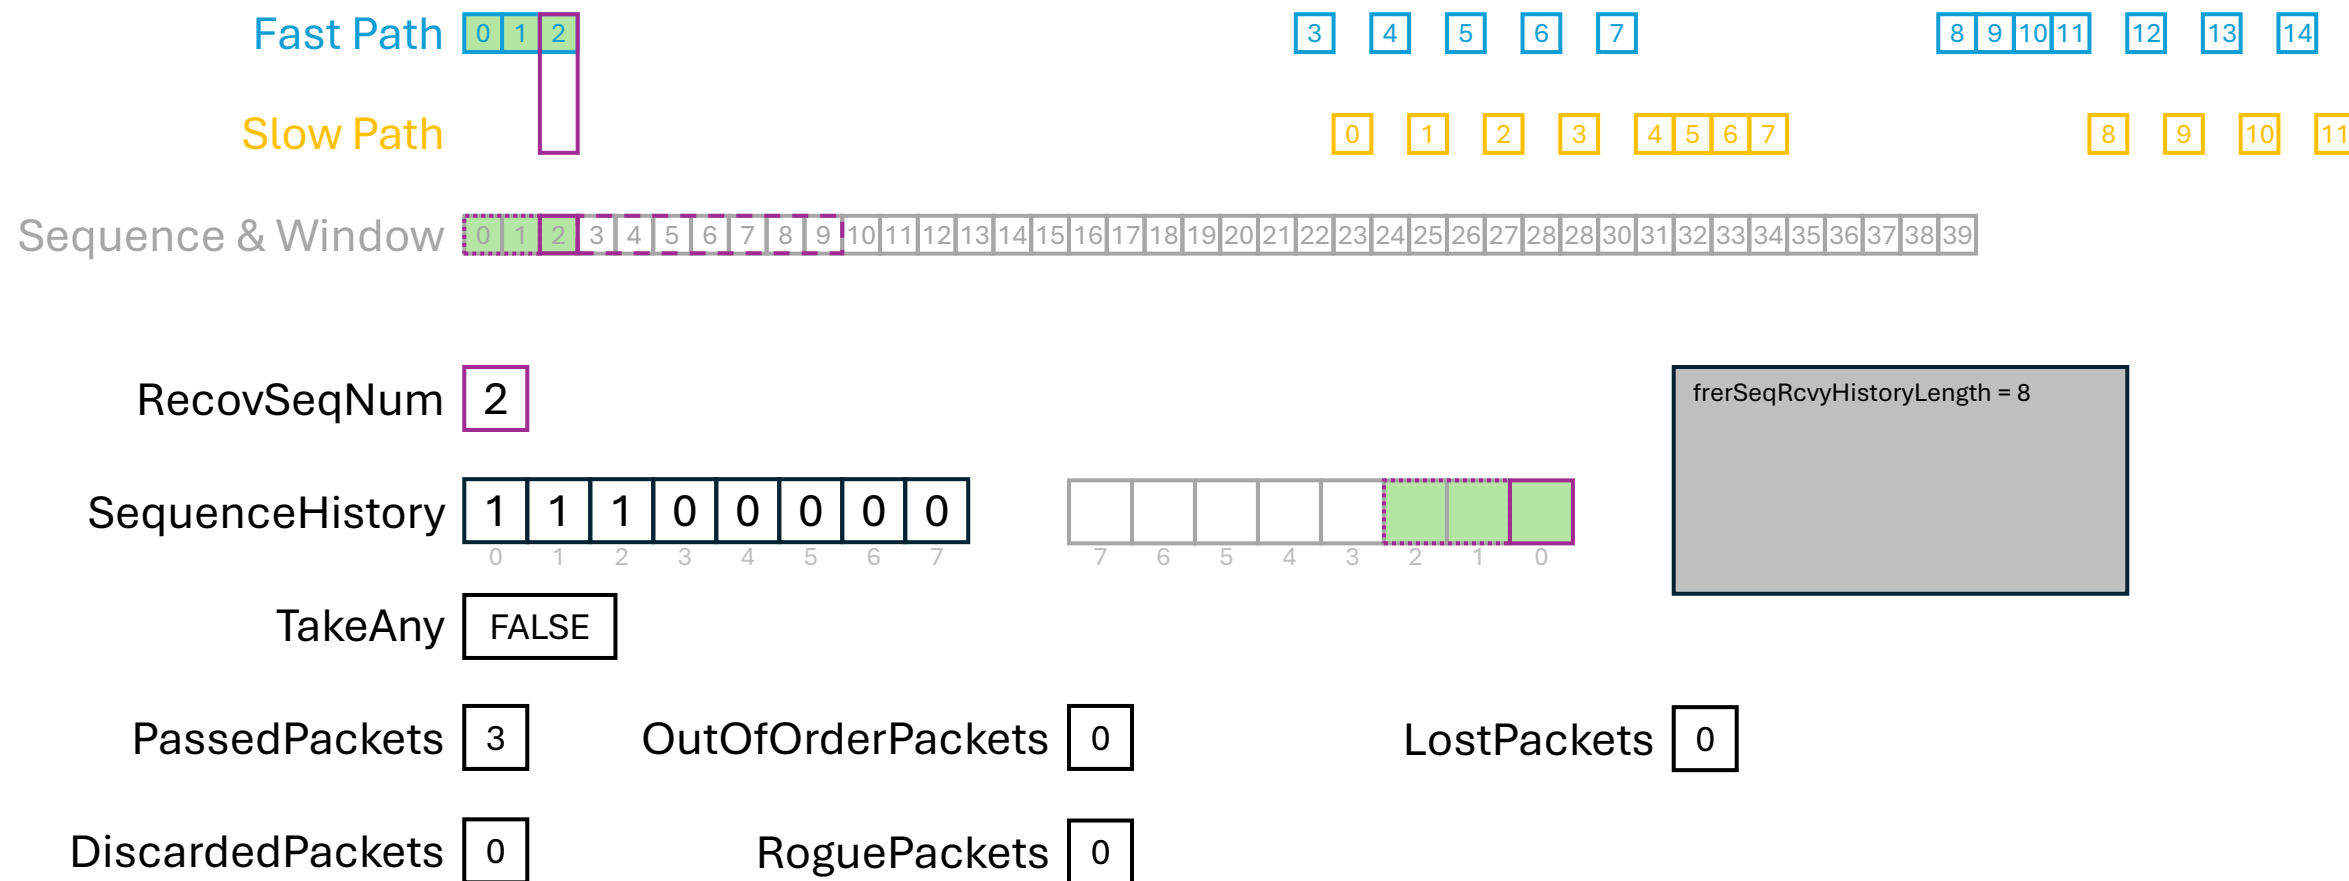 Fast Path 0 1 2 3 4 5 6 7 8 9 10 11 12 13 14
Slow Path 0 1 2 3 4 5 6 7 8 9 10 11
Sequence & Window 0 1 2 3 4 5 6 7 8 9 10 11 12 13 14 15 16 17 18 19 20 21 22 23 24 25 26 27 28 28 30 31 32 33 34 35 36 37 38 39
RecovSeqNum 2
frerSeqRcvyHistoryLength = 8
SequenceHistory 1 1 1 0 0 0 0 0
0 1 2 3 4 5 6 7 7 6 5 4 3 2 1 0
TakeAny FALSE
PassedPackets 3 OutOfOrderPackets 0 LostPackets 0
DiscardedPackets 0 RoguePackets 0